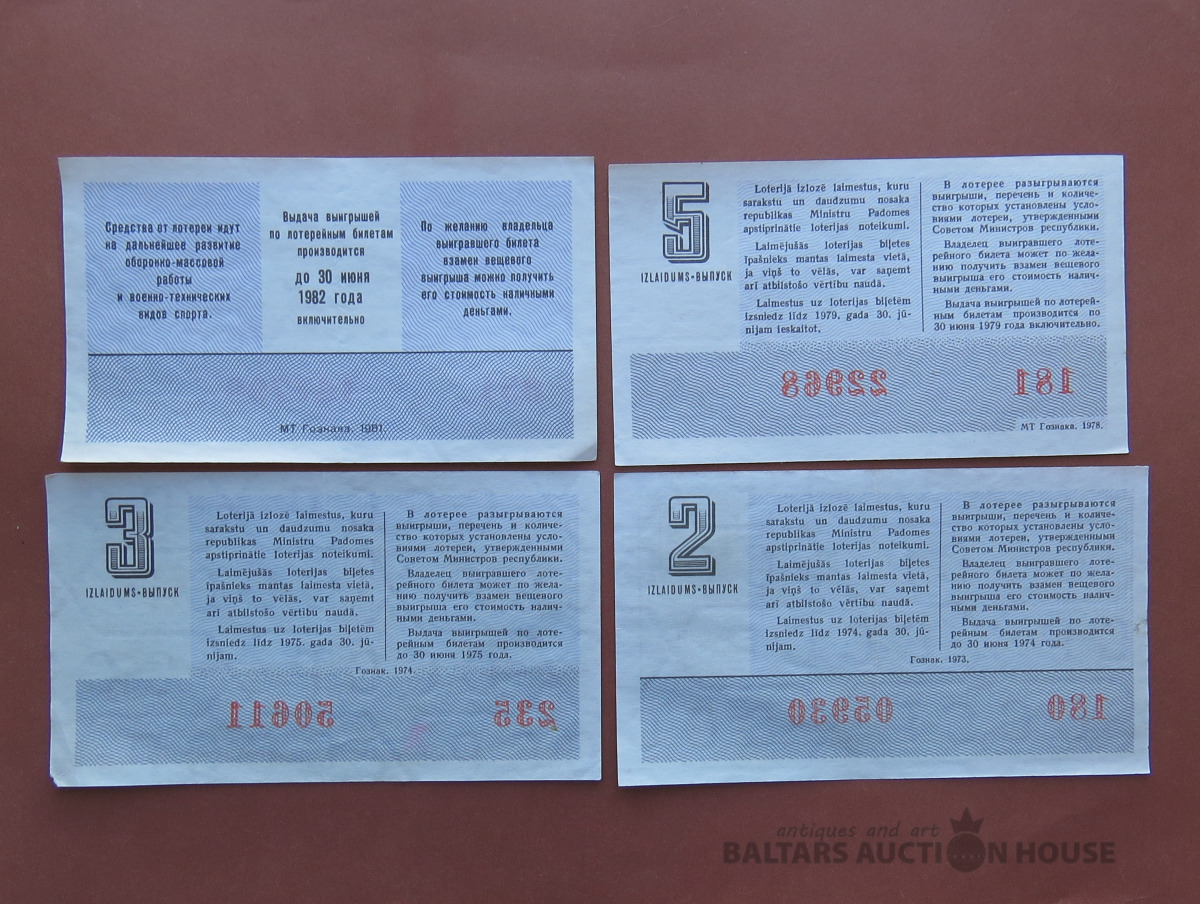 Средства от лотереи идут
на дальнейшее развитие
оборонно-массовой
работы
и военно-технических
видов спорта.
Выдача выигрышей
по лотерейным билетам
производится
до 30 июня
1982 года
включительно
По желанию владельца
выигравшего билета
взамен вещевого
выигрыша можно получить
его стоимость наличными
деньгами.
МТ Гознака. 1981.
5
IZLAIDUMS•ВЫПУСК
Loterijā izlozē laimestus, kuru
sarakstu un daudzumu nosaka
republikas Ministru Padomes
apstiprinātie loterijas noteikumi.
Laimējušās loterijas biļetes
īpašnieks mantas laimesta vietā,
ja viņš to vēlās, var saņemt
arī atbilstošo vērtību naudā.
Laimestus uz loterijas biļetēm
izsniedz līdz 1979. gada 30. jū-
nijam ieskaitot.
В лотерее разыгрываются
выигрыши, перечень и количе-
ство которых установлены усло-
виями лотереи, утвержденными
Советом Министров республики.
Владелец выигравшего лоте-
рейного билета может по жела-
нию получить взамен вещевого
выигрыша его стоимость налич-
ными деньгами.
Выдача выигрышей по лотерей-
ным билетам производится по
30 июня 1979 года включительно.
22968
181
МТ Гознака. 1978.
3
IZLAIDUMS•ВЫПУСК
Loterijā izlozē laimestus, kuru
sarakstu un daudzumu nosaka
republikas Ministru Padomes
apstiprinātie loterijas noteikumi.
Laimējušās loterijas biļetes
īpašnieks mantas laimesta vietā,
ja viņš to vēlās, var saņemt
arī atbilstošo vērtību naudā.
Laimestus uz loterijas biļetēm
izsniedz līdz 1975. gada 30. jū-
nijam.
В лотерее разыгрываются
выигрыши, перечень и количе-
ство которых установлены усло-
виями лотереи, утвержденными
Советом Министров республики.
Владелец выигравшего лоте-
рейного билета может по жела-
нию получить взамен вещевого
выигрыша его стоимость налич-
ными деньгами.
Выдача выигрышей по лоте-
рейным билетам производится
до 30 июня 1975 года.
Гознак. 1974.
50611
235
2
IZLAIDUMS•ВЫПУСК
Loterijā izlozē laimestus, kuru
sarakstu un daudzumu nosaka
republikas Ministru Padomes
apstiprinātie loterijas noteikumi.
Laimējušās loterijas biļetes
īpašnieks mantas laimesta vietā,
ja viņš to vēlās, var saņemt
arī atbilstošo vērtību naudā.
Laimestus uz loterijas biļetēm
izsniedz līdz 1974. gada 30. jū-
nijam.
В лотерее разыгрываются
выигрыши, перечень и количе-
ство которых установлены усло-
виями лотереи, утвержденными
Советом Министров республики.
Владелец выигравшего лоте-
рейного билета может по жела-
нию получить взамен вещевого
выигрыша его стоимость налич-
ными деньгами.
Выдача выигрышей по лоте-
рейным билетам производится
до 30 июня 1974 года.
Гознак. 1973.
05930
180
antiques and art
BALTARS AUCTION HOUSE